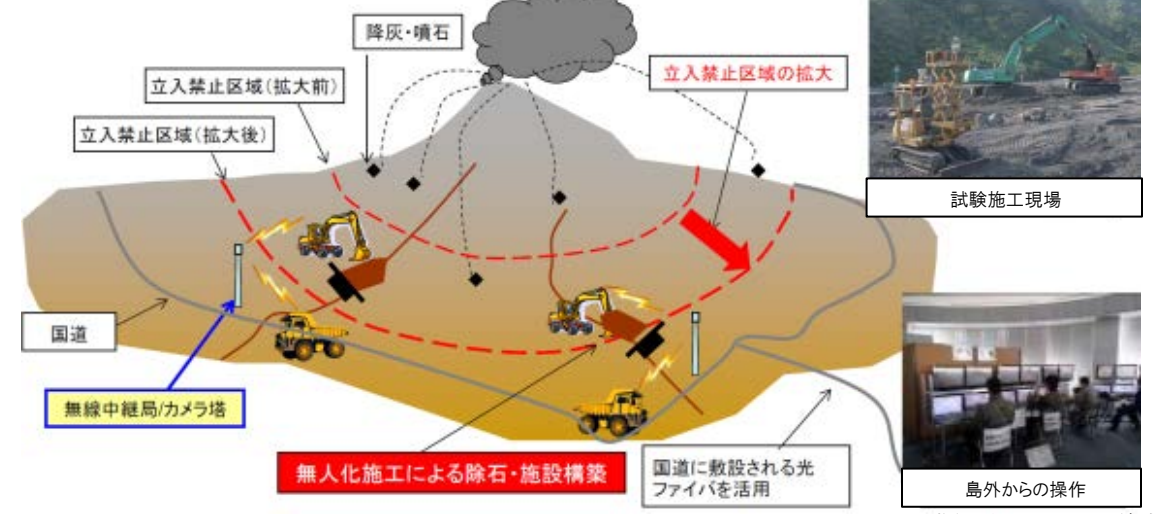 降灰・噴石
立入禁止区域の拡大
立入禁止区域(拡大前)
立入禁止区域(拡大後)
試験施工現場
国道
無線中継局/カメラ塔
無人化施工による除石・施設構築
国道に敷設される光
ファイバを活用
島外からの操作